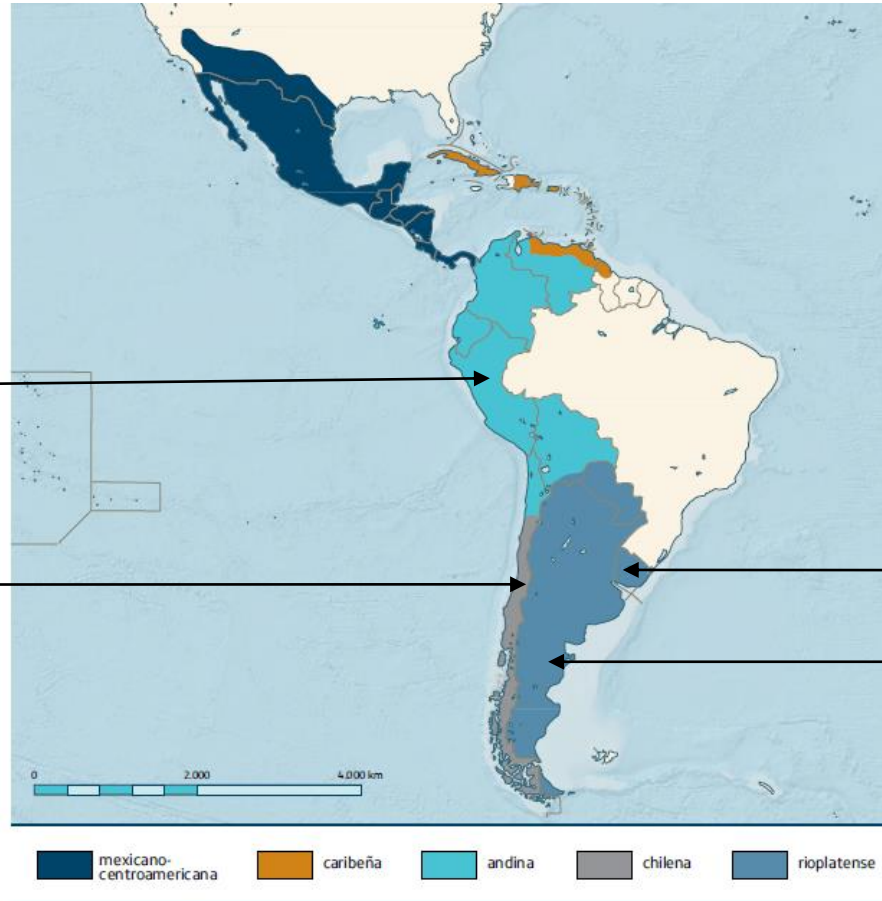 0 2.000 4.000 km
mexicano-
centroamericana
caribeña
andina
chilena
rioplatense